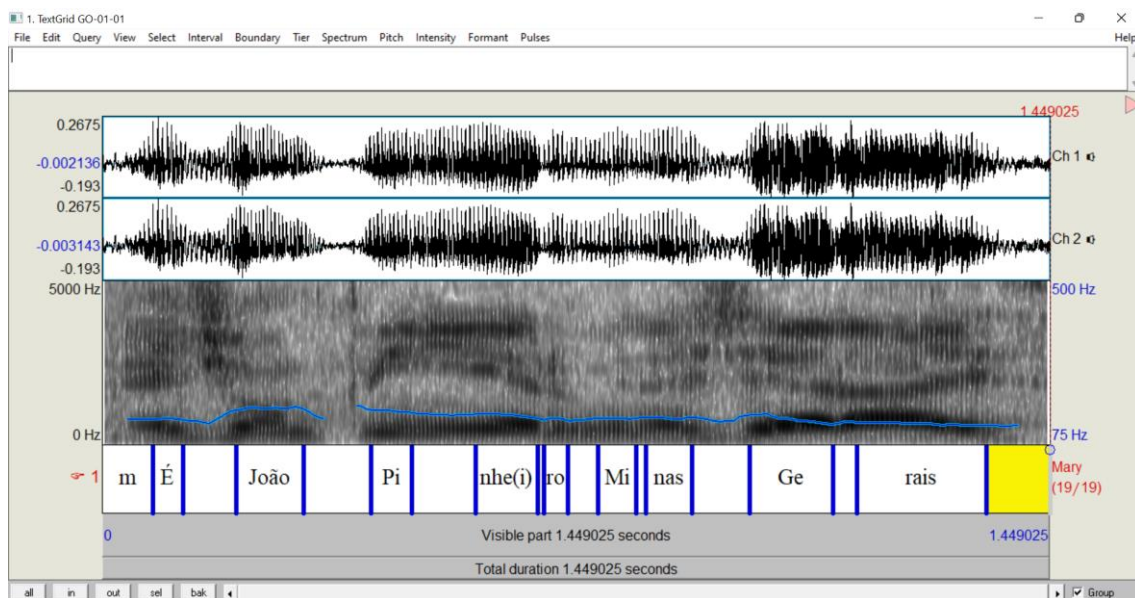 1. TextGrid GO-01-01
File Edit Query View Select Interval Boundary Tier Spectrum Pitch Intensity Formant Pulses Help
1.449025
0.2675
-0.002136
-0.193
Ch 1
0.2675
-0.003143
-0.193
Ch 2
5000 Hz
500 Hz
0 Hz
75 Hz
1 m É João Pi nhe(i) ro Mi nas Ge rais
Mary
(19/19)
0 Visible part 1.449025 seconds 1.449025
Total duration 1.449025 seconds
all in out sel bak Group